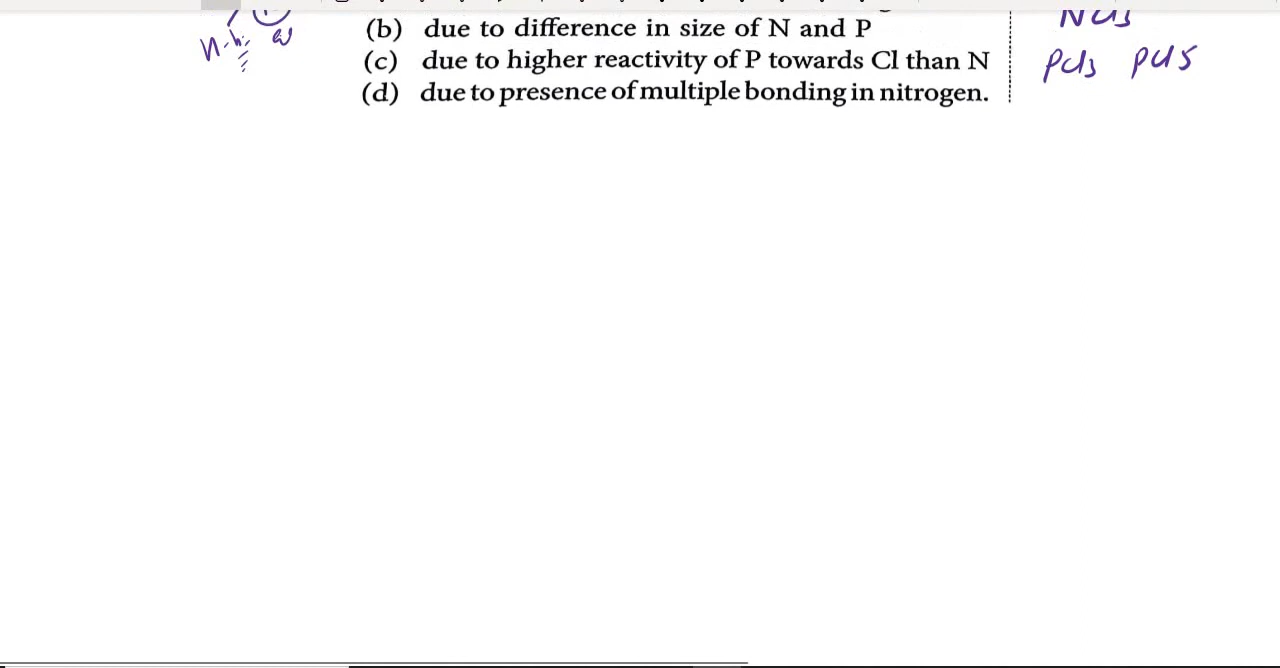 (b) due to difference in size of N and P
(c) due to higher reactivity of P towards Cl than N
(d) due to presence of multiple bonding in nitrogen.
NCl3
PCl3 PCl5